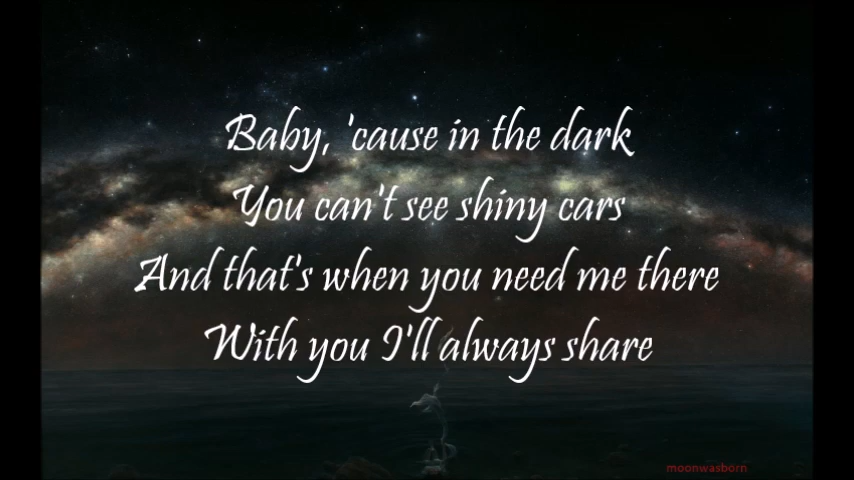 Baby, 'cause in the dark
You can't see shiny cars
And that's when you need me there
With you I'll always share
moonwasborn